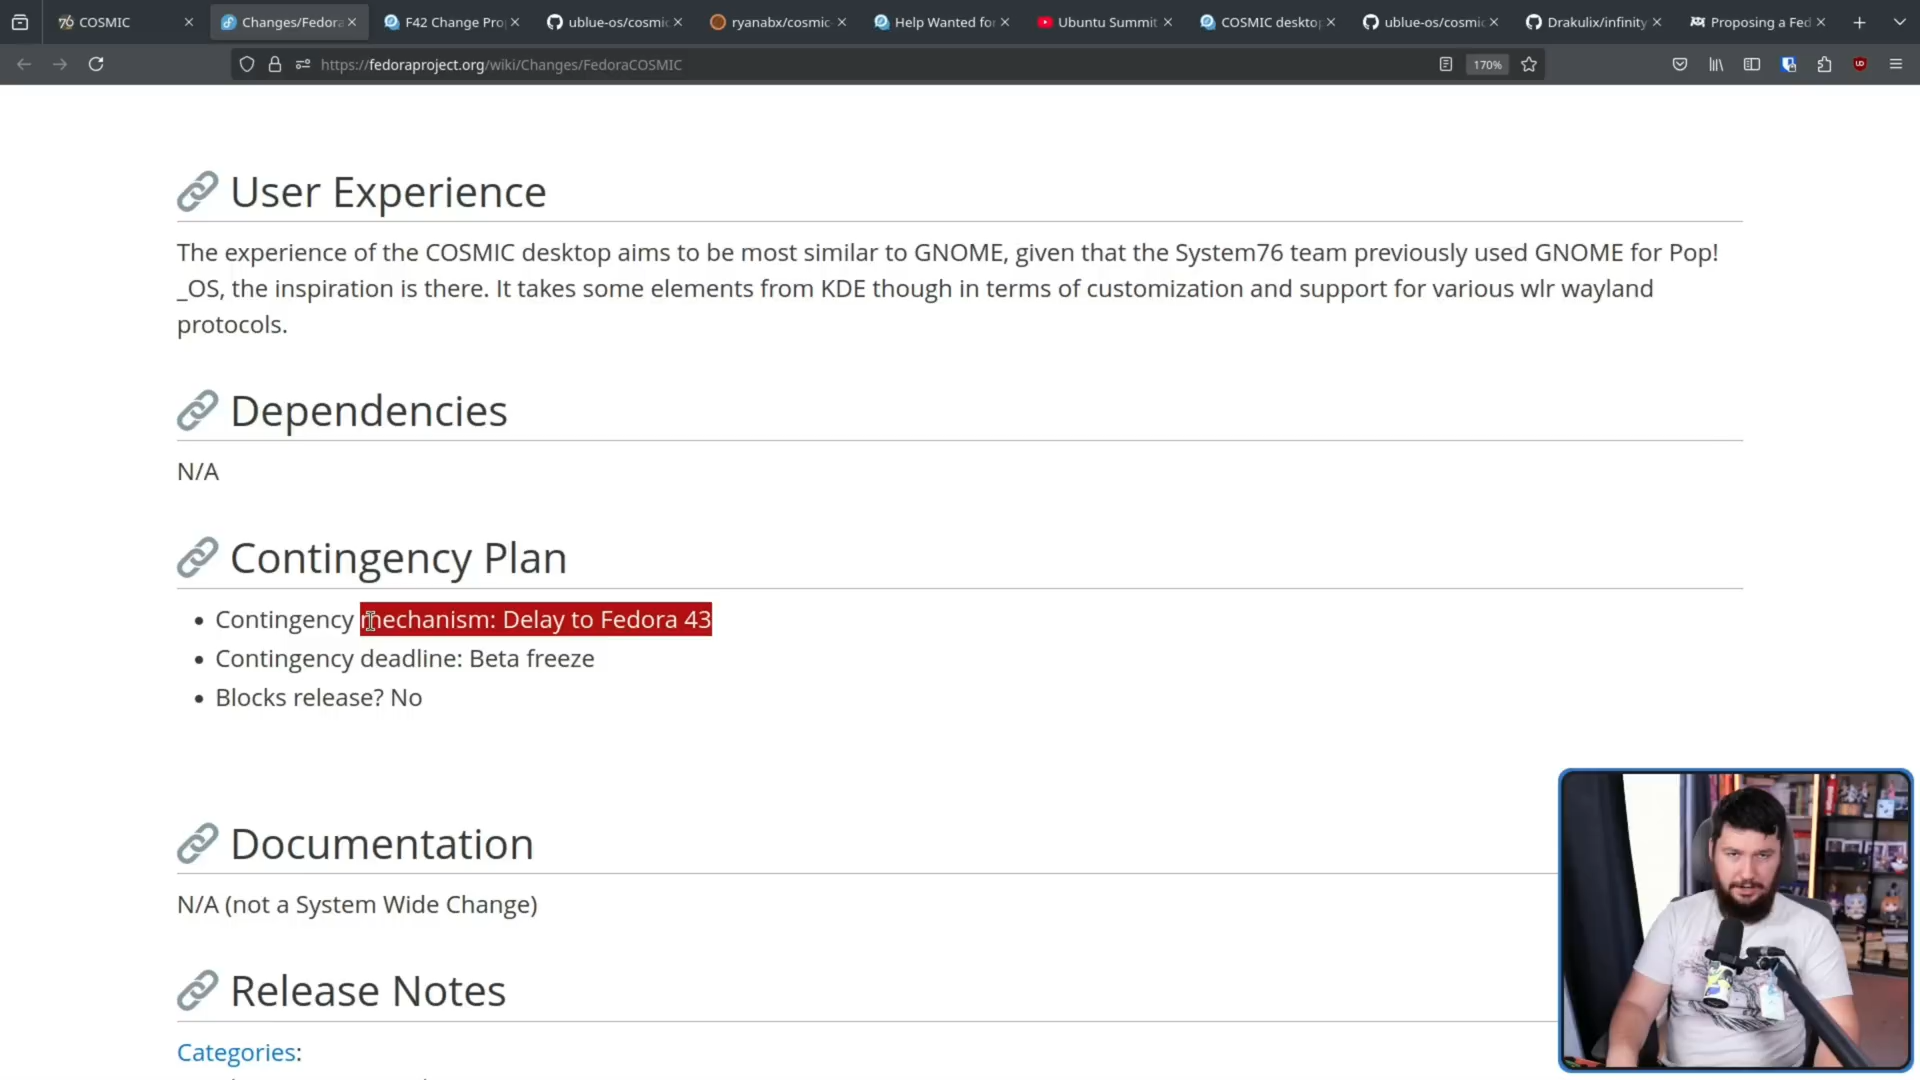 COSMIC
Changes/Fedora
F42 Change Pro
ublue-os/cosmic
ryanabx/cosmic
Help Wanted for
Ubuntu Summit
COSMIC desktop
ublue-os/cosmic
Drakulix/infinity
Proposing a Fed
https://fedoraproject.org/wiki/Changes/FedoraCOSMIC
170%
User Experience
The experience of the COSMIC desktop aims to be most similar to GNOME, given that the System76 team previously used GNOME for Pop!
_OS, the inspiration is there. It takes some elements from KDE though in terms of customization and support for various wlr wayland
protocols.
Dependencies
N/A
Contingency Plan
• Contingency mechanism: Delay to Fedora 43
• Contingency deadline: Beta freeze
• Blocks release? No
Documentation
N/A (not a System Wide Change)
Release Notes
Categories: